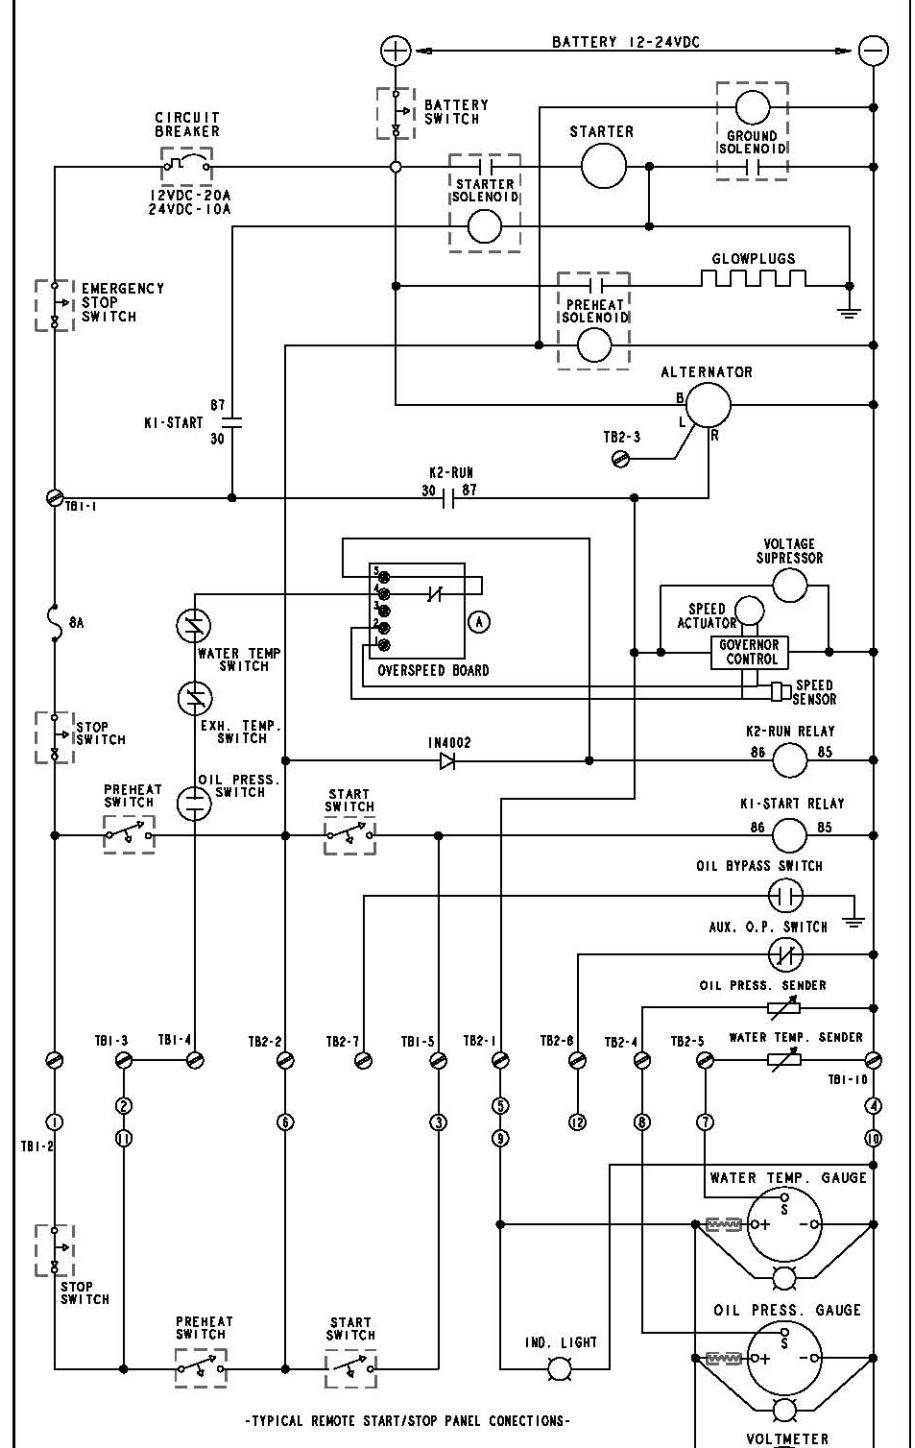 BATTERY 12-24VDC
+
−
BATTERY
SWITCH
CIRCUIT
BREAKER
12VDC-20A
24VDC-10A
STARTER
GROUND
SOLENOID
STARTER
SOLENOID
EMERGENCY
STOP
SWITCH
GLOWPLUGS
PREHEAT
SOLENOID
ALTERNATOR
B
L
R
TB2-3
87
K1-START
30
K2-RUN
30
87
TB1-1
VOLTAGE
SUPRESSOR
SPEED
ACTUATOR
GOVERNOR
CONTROL
SPEED
SENSOR
8A
5
4
3
2
1
A
OVERSPEED BOARD
WATER TEMP
SWITCH
EXH. TEMP.
SWITCH
OIL PRESS.
SWITCH
STOP
SWITCH
1N4002
K2-RUN RELAY
86
85
PREHEAT
SWITCH
START
SWITCH
K1-START RELAY
86
85
OIL BYPASS SWITCH
AUX. O.P. SWITCH
OIL PRESS. SENDER
WATER TEMP. SENDER
TB1-3
TB1-4
TB2-2
TB2-7
TB1-5
TB2-1
TB2-6
TB2-4
TB2-5
TB1-10
2
5
4
1
11
6
3
9
12
8
7
10
TB1-2
WATER TEMP. GAUGE
S
+
-
STOP
SWITCH
OIL PRESS. GAUGE
S
+
-
PREHEAT
SWITCH
START
SWITCH
IND. LIGHT
-TYPICAL REMOTE START/STOP PANEL CONECTIONS-
VOLTMETER